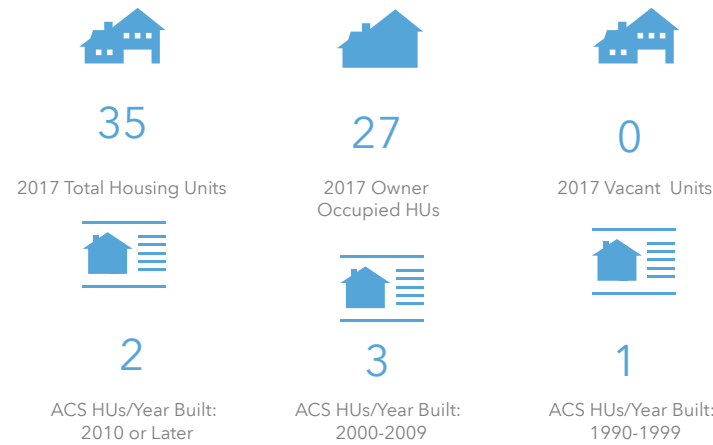 35
2017 Total Housing Units
27
2017 Owner
Occupied HUs
0
2017 Vacant Units
2
ACS HUs/Year Built:
2010 or Later
3
ACS HUs/Year Built:
2000-2009
1
ACS HUs/Year Built:
1990-1999